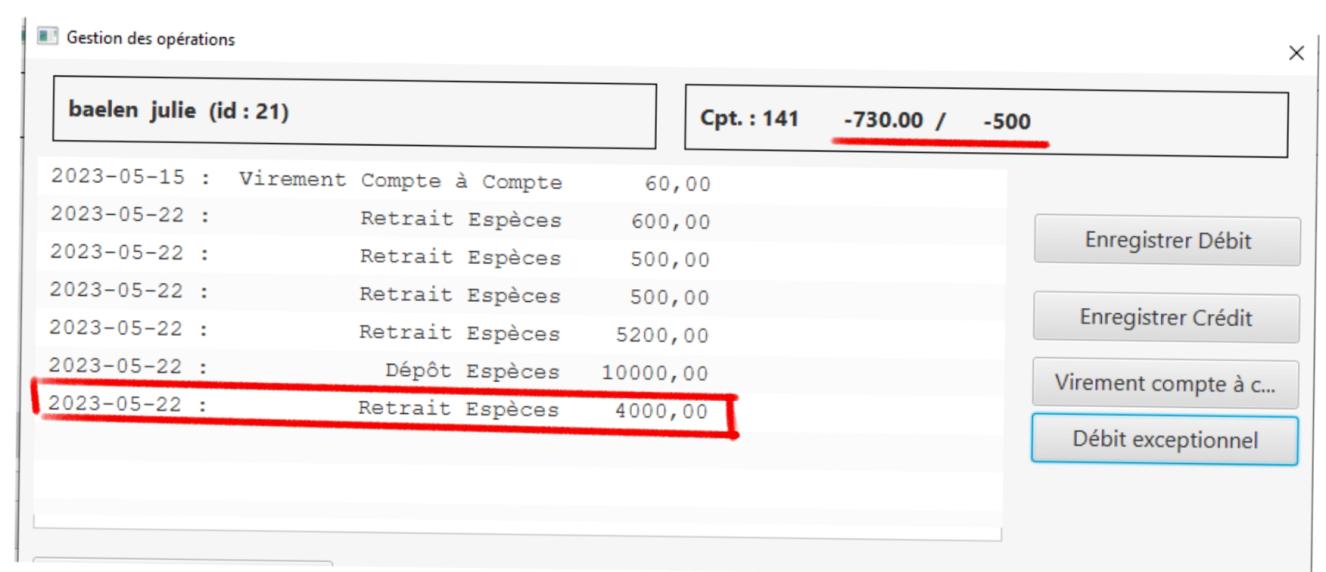 Gestion des opérations
baelen julie (id : 21)
Cpt. : 141 -730.00 / -500
2023-05-15 : Virement Compte à Compte 60,00
2023-05-22 : Retrait Espèces 600,00
2023-05-22 : Retrait Espèces 500,00
2023-05-22 : Retrait Espèces 500,00
2023-05-22 : Retrait Espèces 5200,00
2023-05-22 : Dépôt Espèces 10000,00
2023-05-22 : Retrait Espèces 4000,00
Enregistrer Débit
Enregistrer Crédit
Virement compte à c...
Débit exceptionnel